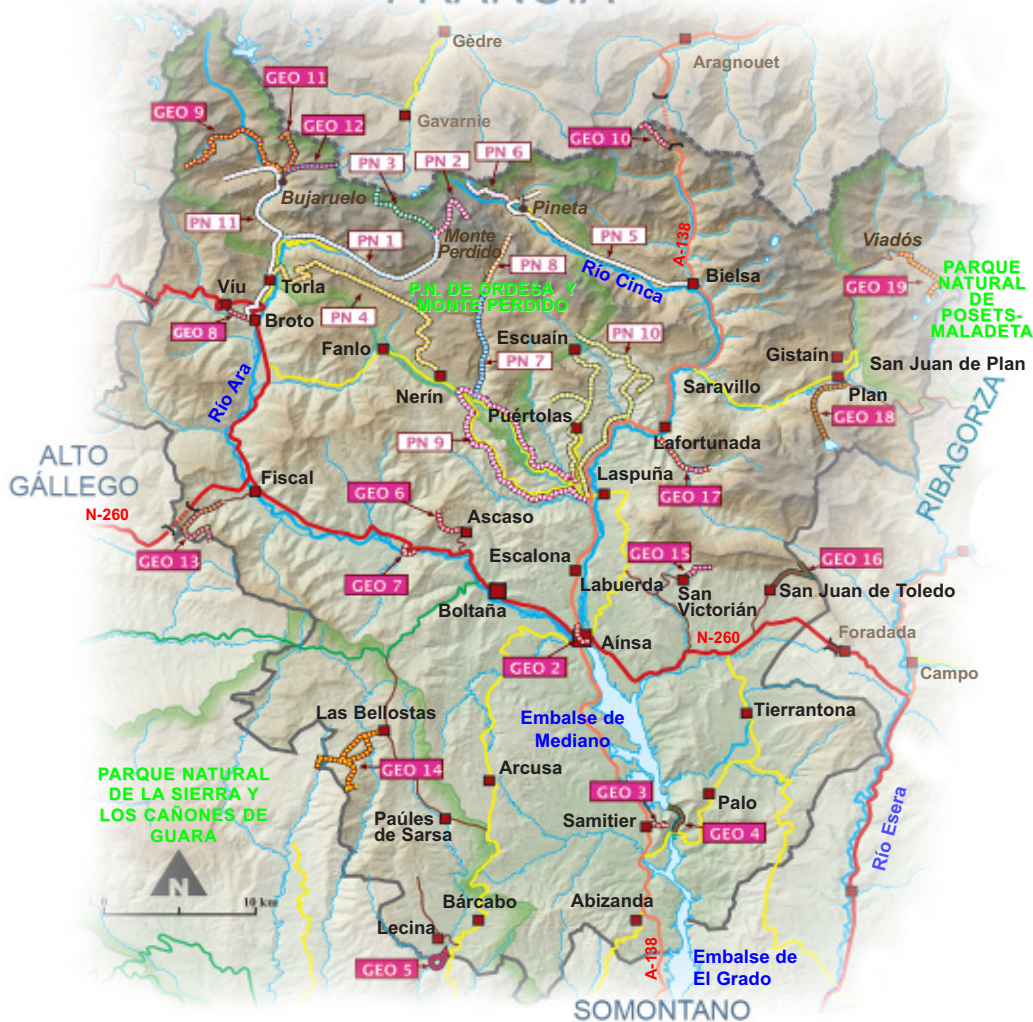 FRANCIA
Gèdre
Aragnouet
GEO 11
GEO 9
GEO 12
Gavarnie
GEO 10
PN 3
PN 2
PN 6
Bujaruelo
Pineta
PN 11
PN 1
Monte
Perdido
PN 5
A-138
Viadós
PN 8
Río Cinca
Bielsa
PARQUE
NATURAL
DE
POSETS-
MALADETA
GEO 19
Víu
Torla
P.N. DE ORDESA Y
MONTE PERDIDO
PN 4
Broto
GEO 8
Fanlo
Escuaín
PN 10
PN 7
Gistaín
San Juan de Plan
Río Ara
Nerín
Saravillo
Plan
GEO 18
Puértolas
PN 9
Lafortunada
RIBAGORZA
ALTO
GÁLLEGO
Fiscal
Laspuña
GEO 17
GEO 6
N-260
Ascaso
GEO 13
Escalona
GEO 15
GEO 16
GEO 7
Labuerda
San
Victorián
San Juan de Toledo
Boltaña
Aínsa
N-260
Foradada
GEO 2
Campo
Las Bellostas
Embalse de
Mediano
Tierrantona
GEO 14
Arcusa
PARQUE NATURAL
DE LA SIERRA Y
LOS CAÑONES DE
GUARA
GEO 3
Palo
Paúles
de Sarsa
Samitier
GEO 4
Río Esera
N
0
10 km
Bárcabo
Abizanda
Lecina
A-138
GEO 5
Embalse de
El Grado
SOMONTANO